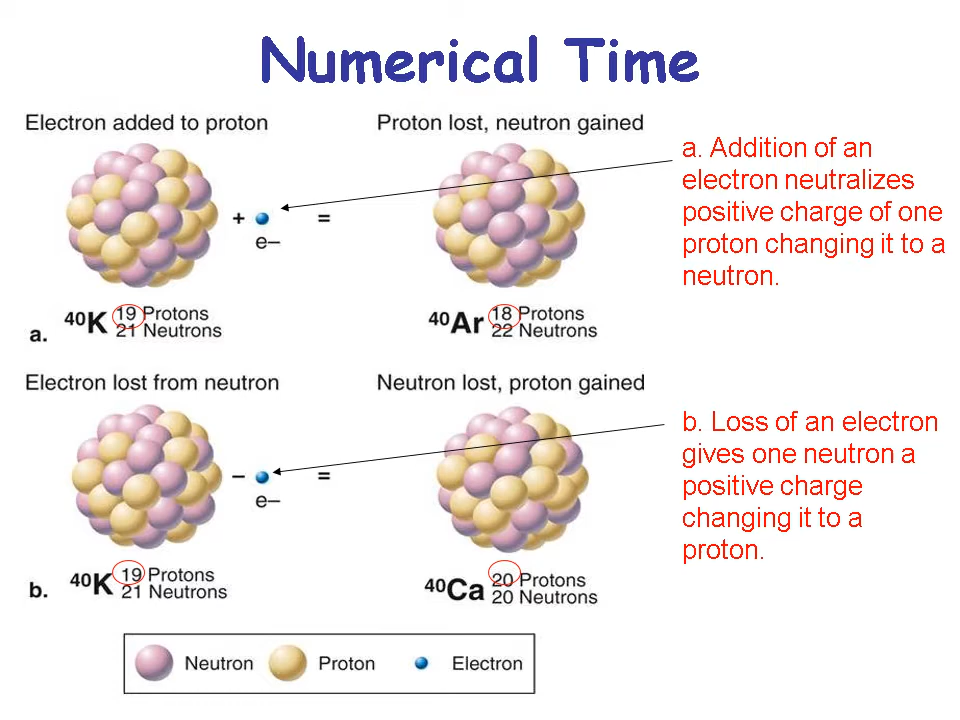 Numerical Time
Electron added to proton
Proton lost, neutron gained
+
e–
=
a. Addition of an
electron neutralizes
positive charge of one
proton changing it to a
neutron.
a.
40K 19 Protons
21 Neutrons
40Ar 18 Protons
22 Neutrons
Electron lost from neutron
Neutron lost, proton gained
–
e–
=
b. Loss of an electron
gives one neutron a
positive charge
changing it to a
proton.
b.
40K 19 Protons
21 Neutrons
40Ca 20 Protons
20 Neutrons
Neutron Proton Electron